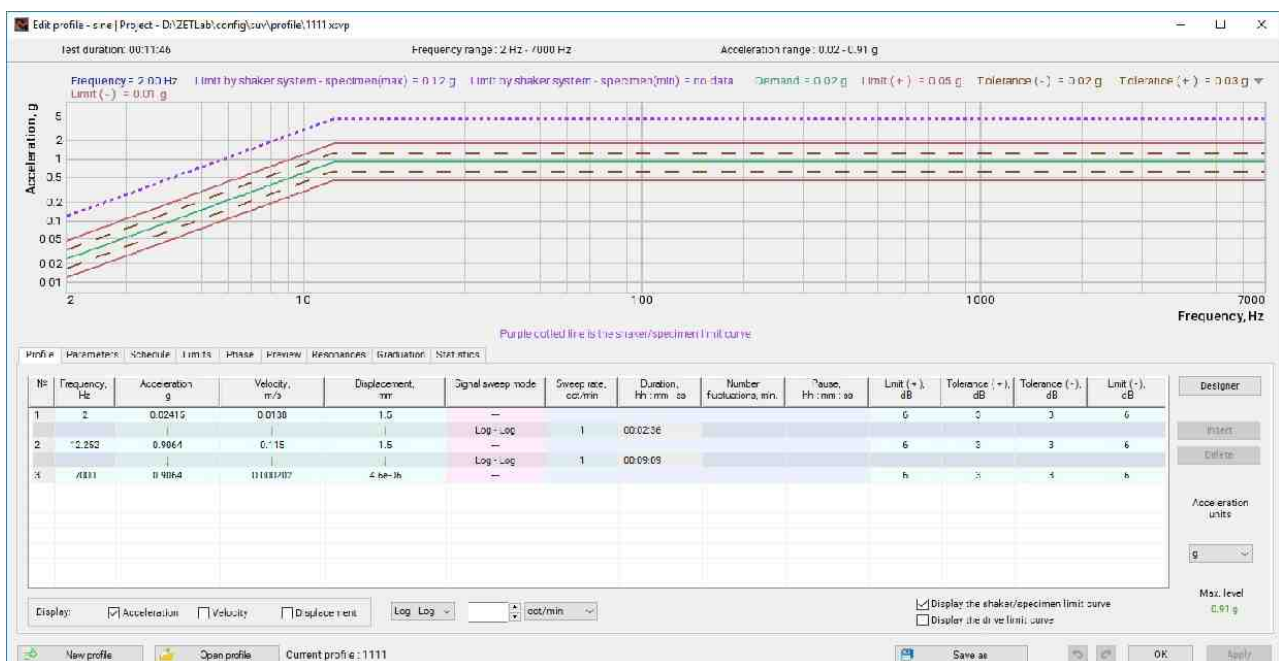 Edit profile - sine | Project - D:\ZETLab\config\suv\profile\1111.xsvp
Test duration: 00:11:46 Frequency range : 2 Hz - 7000 Hz Acceleration range : 0.02 - 0.91 g
Frequency = 2.00 Hz Limit by shaker system - specimen(max) = 0.12 g Limit by shaker system - specimen(min) = no data Demand = 0.02 g Limit (+) = 0.05 g Tolerance (-) = 0.02 g Tolerance (+) = 0.03 g
Limit (-) = 0.01 g
Acceleration, g
5
2
1
0.5
0.2
0.1
0.05
0.02
0.01
2 10 100 1000 7000
Frequency, Hz
Purple dotted line is the shaker/specimen limit curve
Profile Parameters Schedule Limits Phase Preview Resonances Graduation Statistics
№ Frequency, Hz Acceleration g Velocity, m/s Displacement, mm Signal sweep mode Sweep rate, oct/min Duration, hh : mm : ss Number fluctuations, min. Pause, hh : mm : ss Limit (+), dB Tolerance (+), dB Tolerance (-), dB Limit (-), dB Designer
1 2 0.02415 0.0138 1.5 --- 6 3 3 6
| | | Log - Log 1 00:02:36 Insert
2 12.252 0.9064 0.115 1.5 --- 6 3 3 6
| | | Log - Log 1 00:09:09 Delete
3 7000 0.9064 0.000202 4.6e-06 --- 6 3 3 6
Acceleration
units
g
Max. level
0.91 g
Display: Acceleration Velocity Displacement Log - Log oct/min Display the shaker/specimen limit curve
Display the drive limit curve
New profile Open profile Current profile : 1111 Save as OK Apply